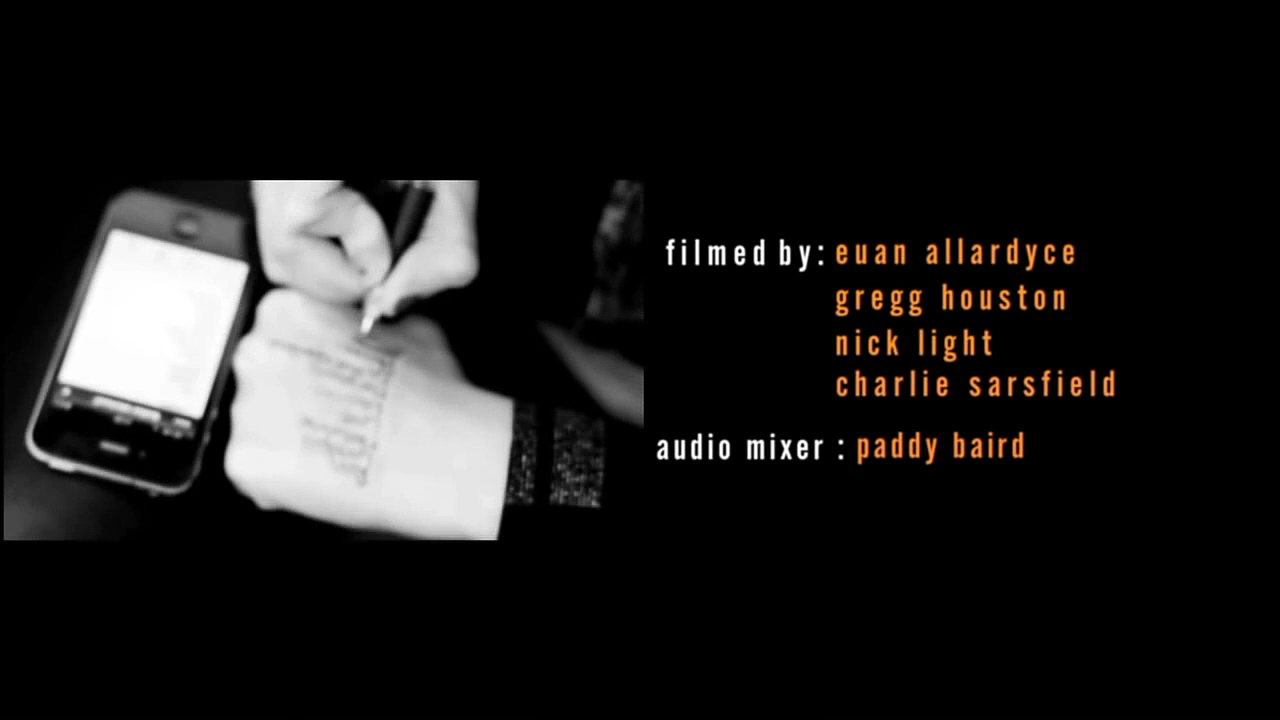 filmed by: euan allardyce
gregg houston
nick light
charlie sarsfield
audio mixer : paddy baird